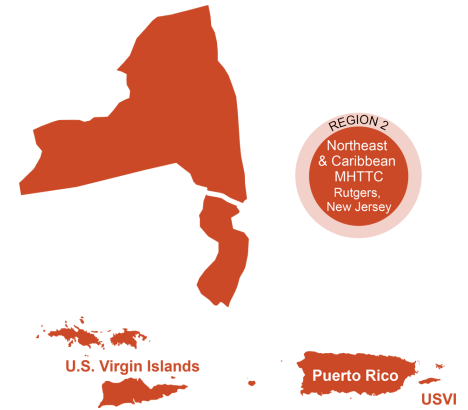 REGION 2
Northeast
& Caribbean
MHTTC
Rutgers,
New Jersey
U.S. Virgin Islands
Puerto Rico
USVI